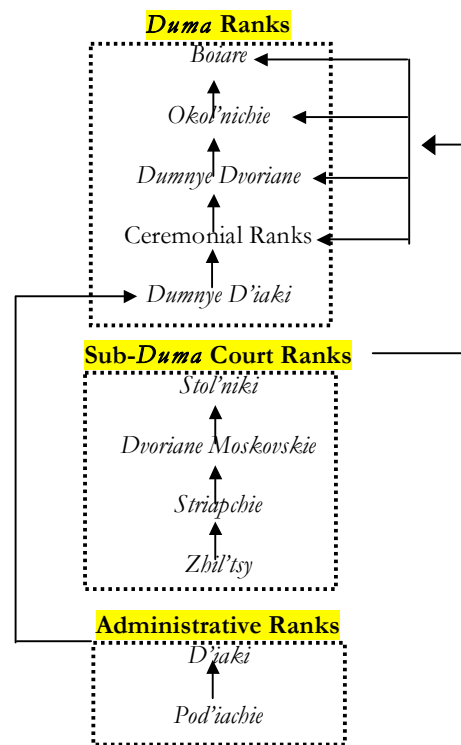 Duma Ranks
Boiare
Okol'nichie
Dumnye Dvoriane
Ceremonial Ranks
Dumnye D'iaki
Sub-Duma Court Ranks
Stol'niki
Dvoriane Moskovskie
Striapchie
Zhil'tsy
Administrative Ranks
D'iaki
Pod'iachie